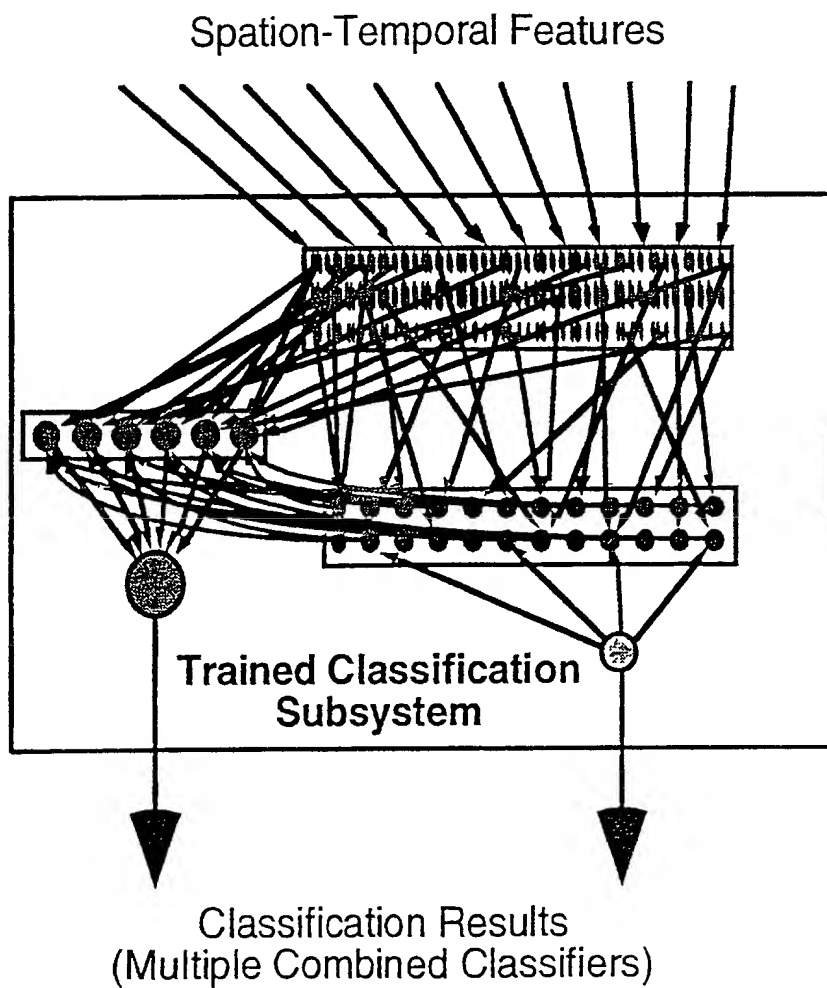 Spation-Temporal Features
Trained Classification
Subsystem
Classification Results
(Multiple Combined Classifiers)